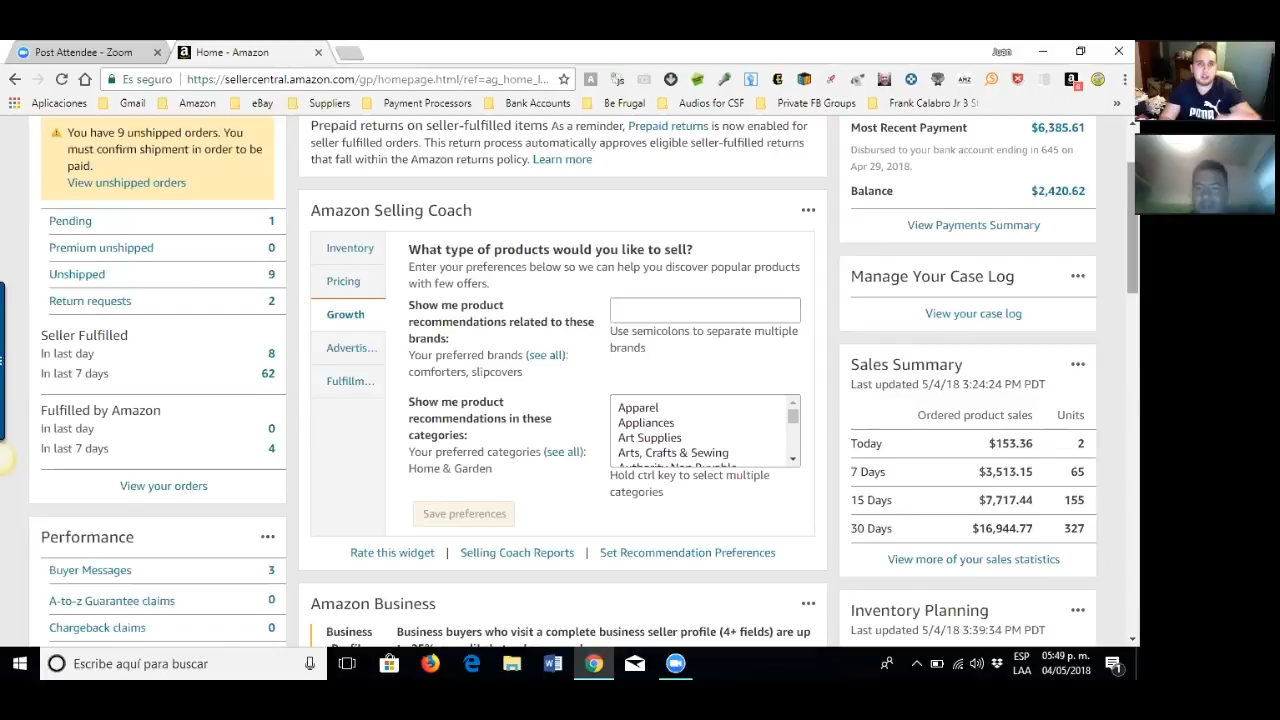 Post Attendee - Zoom
Home - Amazon
Juan
Es seguro
https://sellercentral.amazon.com/gp/homepage.html/ref=ag_home_l...
Aplicaciones
Gmail
Amazon
eBay
Suppliers
Payment Processors
Bank Accounts
Be Frugal
Audios for CSF
Private FB Groups
Frank Calabro Jr 3
»
You have 9 unshipped orders. You
must confirm shipment in order to be
paid.
View unshipped orders
Pending 1
Premium unshipped 0
Unshipped 9
Return requests 2
Seller Fulfilled
In last day 8
In last 7 days 62
Fulfilled by Amazon
In last day 0
In last 7 days 4
View your orders
Performance
Buyer Messages 3
A-to-z Guarantee claims 0
Chargeback claims 0
Prepaid returns on seller-fulfilled items As a reminder, Prepaid returns is now enabled for
seller fulfilled orders. This return process automatically approves eligible seller-fulfilled returns
that fall within the Amazon returns policy. Learn more
Amazon Selling Coach
Inventory
Pricing
Growth
Advertis...
Fulfillm...
What type of products would you like to sell?
Enter your preferences below so we can help you discover popular products
with few offers.
Show me product
recommendations related to these
brands:
Your preferred brands (see all):
comforters, slipcovers
Use semicolons to separate multiple
brands
Show me product
recommendations in these
categories:
Your preferred categories (see all):
Home & Garden
Apparel
Appliances
Art Supplies
Arts, Crafts & Sewing
Hold ctrl key to select multiple
categories
Save preferences
Rate this widget | Selling Coach Reports | Set Recommendation Preferences
Amazon Business
Business Business buyers who visit a complete business seller profile (4+ fields) are up
Most Recent Payment $6,385.61
Disbursed to your bank account ending in 645 on
Apr 29, 2018.
Balance $2,420.62
View Payments Summary
Manage Your Case Log
View your case log
Sales Summary
Last updated 5/4/18 3:24:24 PM PDT
Ordered product sales Units
Today $153.36 2
7 Days $3,513.15 65
15 Days $7,717.44 155
30 Days $16,944.77 327
View more of your sales statistics
Inventory Planning
Last updated 5/4/18 3:39:34 PM PDT
PUMA
Escribe aquí para buscar
ESP
LAA
05:49 p. m.
04/05/2018